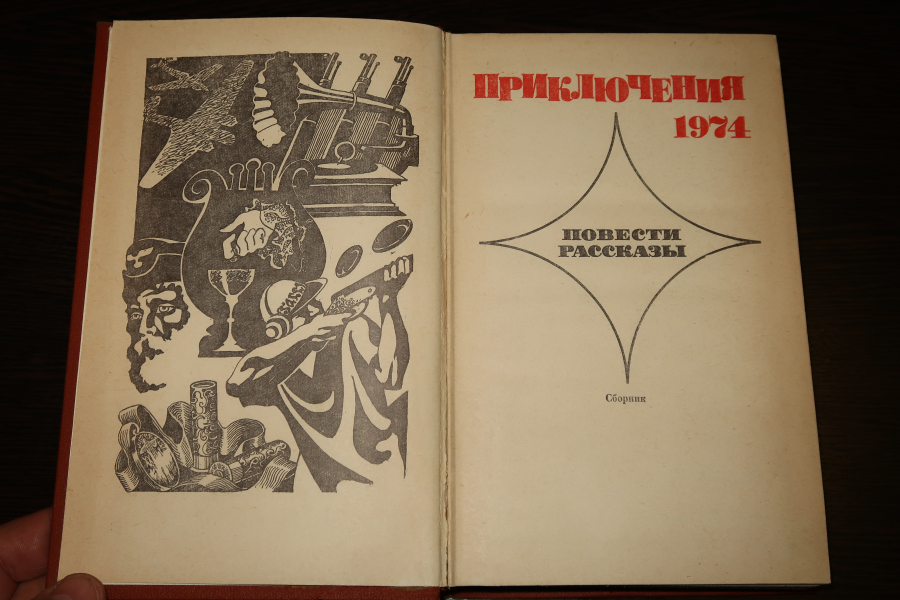 ПРИКЛЮЧЕНИЯ
1974
ПОВЕСТИ
РАССКАЗЫ
Сборник